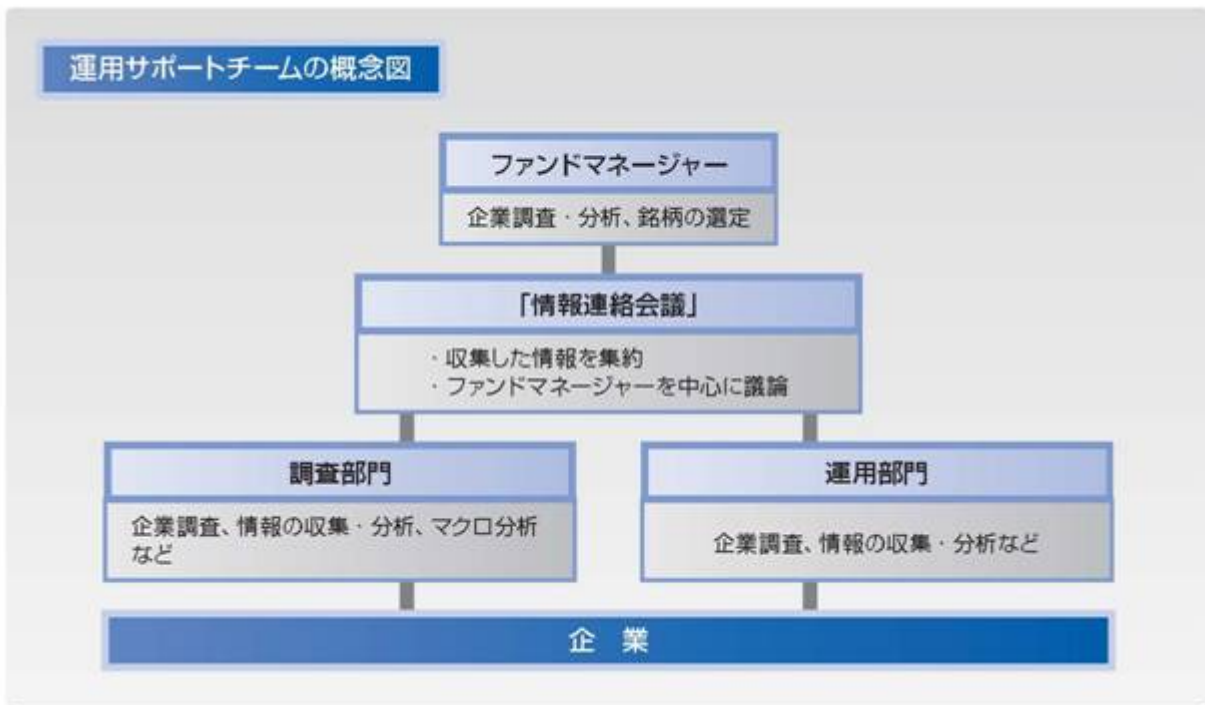 運用サポートチームの概念図
ファンドマネージャー
企業調査・分析、銘柄の選定
「情報連絡会議」
・収集した情報を集約
・ファンドマネージャーを中心に議論
調査部門
企業調査、情報の収集・分析、マクロ分析
など
運用部門
企業調査、情報の収集・分析など
企 業